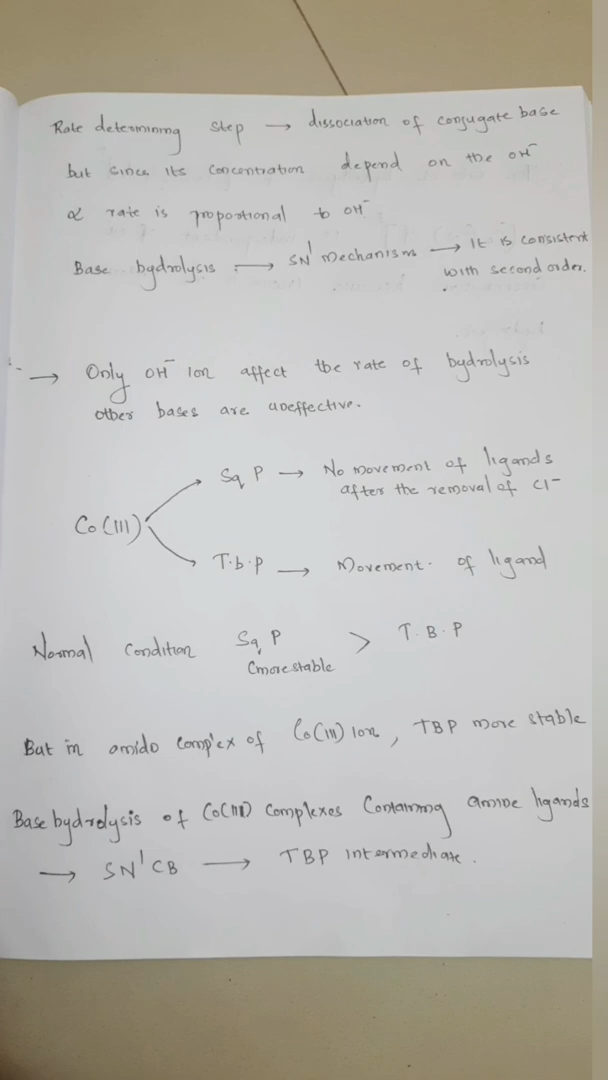 Rate determining step → dissociation of conjugate base
but since its concentration depend on the OH⁻
& rate is proportional to OH⁻
Base hydrolysis → SN¹ mechanism → It is consistent
with second order.
→ Only OH⁻ ion affect the rate of hydrolysis
other bases are uneffective.
Sq P → No movement of ligands
after the removal of Cl⁻
Co(III)
T.b.P → Movement of ligand
Normal condition Sq P > T.B.P
(more stable
But in amido complex of Co(III) ion, TBP more stable
Base hydrolysis of Co(III) complexes containing amine ligands
→ SN¹CB → TBP intermediate.